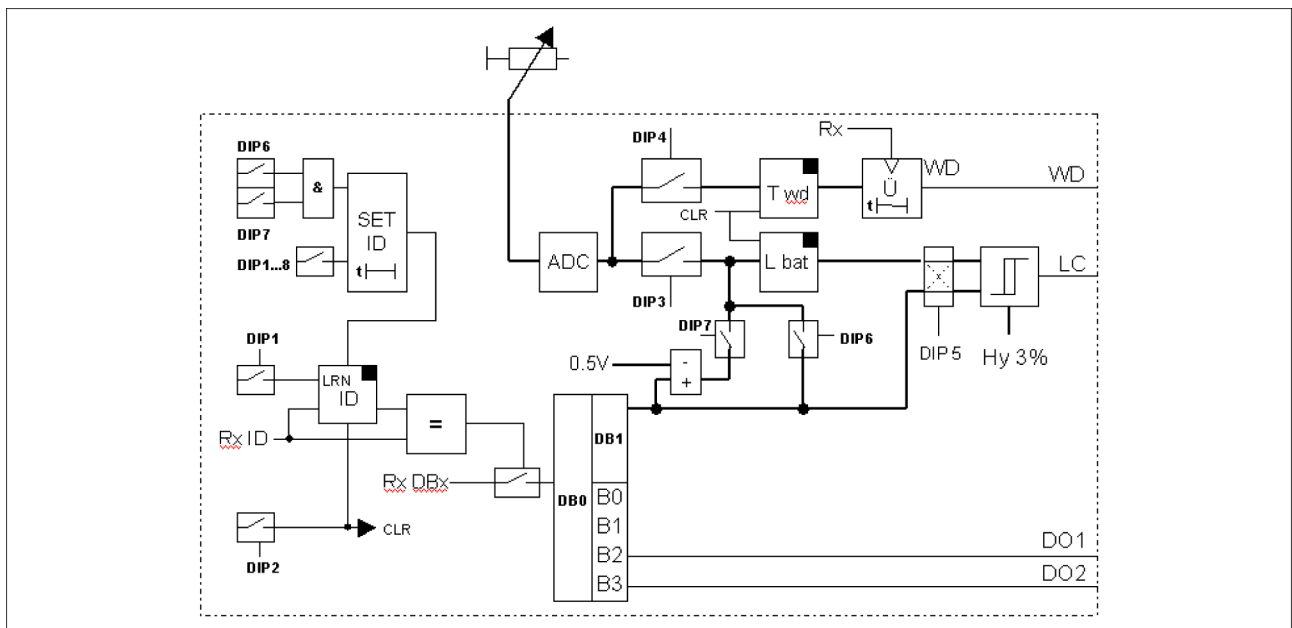 Rx
DIP4
DIP6
WD
WD
&
Ü
T wd
t
SET
ID
CLR
DIP7
DIP1...8
t
ADC
L bat
x
LC
DIP3
DIP7
DIP6
DIP1
DIP 5
Hy 3%
0.5V
-
+
LRN
ID
=
DB1
Rx ID
Rx DBx
DB0
B0
B1
CLR
B2
DO1
DIP2
B3
DO2